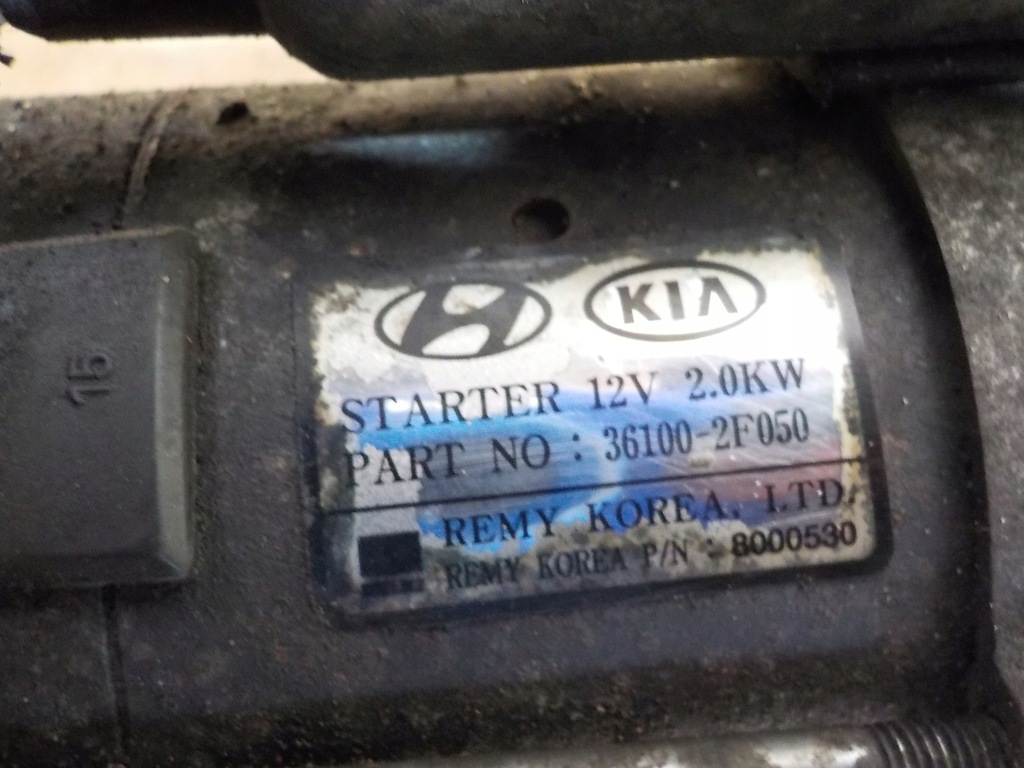 KIA
STARTER 12V 2.0KW
PART NO : 36100-2F050
REMY KOREA. LTD.
REMY KOREA P/N : 8000530
15